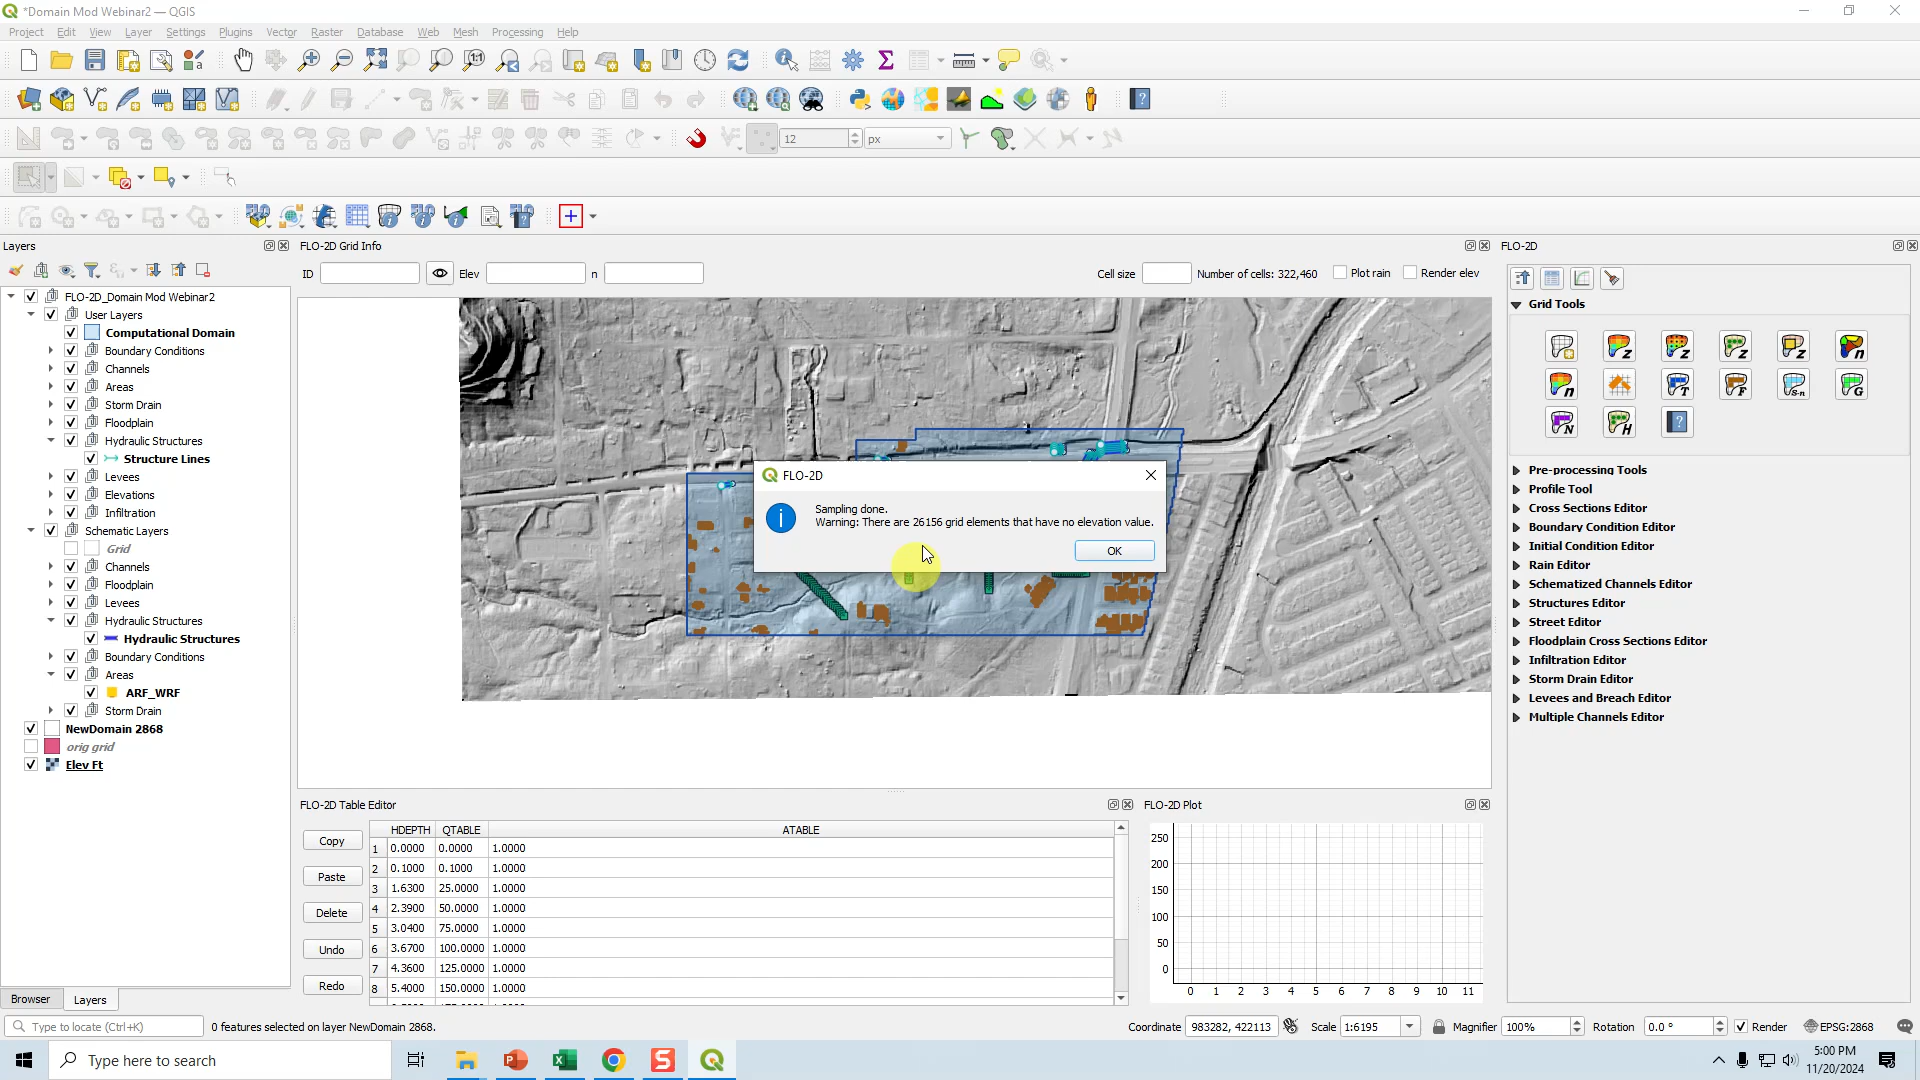 *Domain Mod Webinar2 — QGIS
Project Edit View Layer Settings Plugins Vector Raster Database Web Mesh Processing Help
12 px
Layers
FLO-2D Grid Info
FLO-2D
ID Elev n Cell size Number of cells: 322,460 Plot rain Render elev
FLO-2D_Domain Mod Webinar2
User Layers
Computational Domain
Boundary Conditions
Channels
Areas
Storm Drain
Floodplain
Hydraulic Structures
Structure Lines
Levees
Elevations
Infiltration
Schematic Layers
Grid
Channels
Floodplain
Levees
Hydraulic Structures
Hydraulic Structures
Boundary Conditions
Areas
ARF_WRF
Storm Drain
NewDomain 2868
orig grid
Elev Ft
Browser Layers
FLO-2D
Sampling done.
Warning: There are 26156 grid elements that have no elevation value.
OK
Grid Tools
Pre-processing Tools
Profile Tool
Cross Sections Editor
Boundary Condition Editor
Initial Condition Editor
Rain Editor
Schematized Channels Editor
Structures Editor
Street Editor
Floodplain Cross Sections Editor
Infiltration Editor
Storm Drain Editor
Levees and Breach Editor
Multiple Channels Editor
FLO-2D Table Editor
Copy
Paste
Delete
Undo
Redo
HDEPTH QTABLE ATABLE
1 0.0000 0.0000 1.0000
2 0.1000 0.1000 1.0000
3 1.6300 25.0000 1.0000
4 2.3900 50.0000 1.0000
5 3.0400 75.0000 1.0000
6 3.6700 100.0000 1.0000
7 4.3600 125.0000 1.0000
8 5.4000 150.0000 1.0000
FLO-2D Plot
250
200
150
100
50
0
0 1 2 3 4 5 6 7 8 9 10 11
Type to locate (Ctrl+K) 0 features selected on layer NewDomain 2868. Coordinate 983282, 422113 Scale 1:6195 Magnifier 100% Rotation 0.0 ° Render EPSG:2868
Type here to search
5:00 PM
11/20/2024